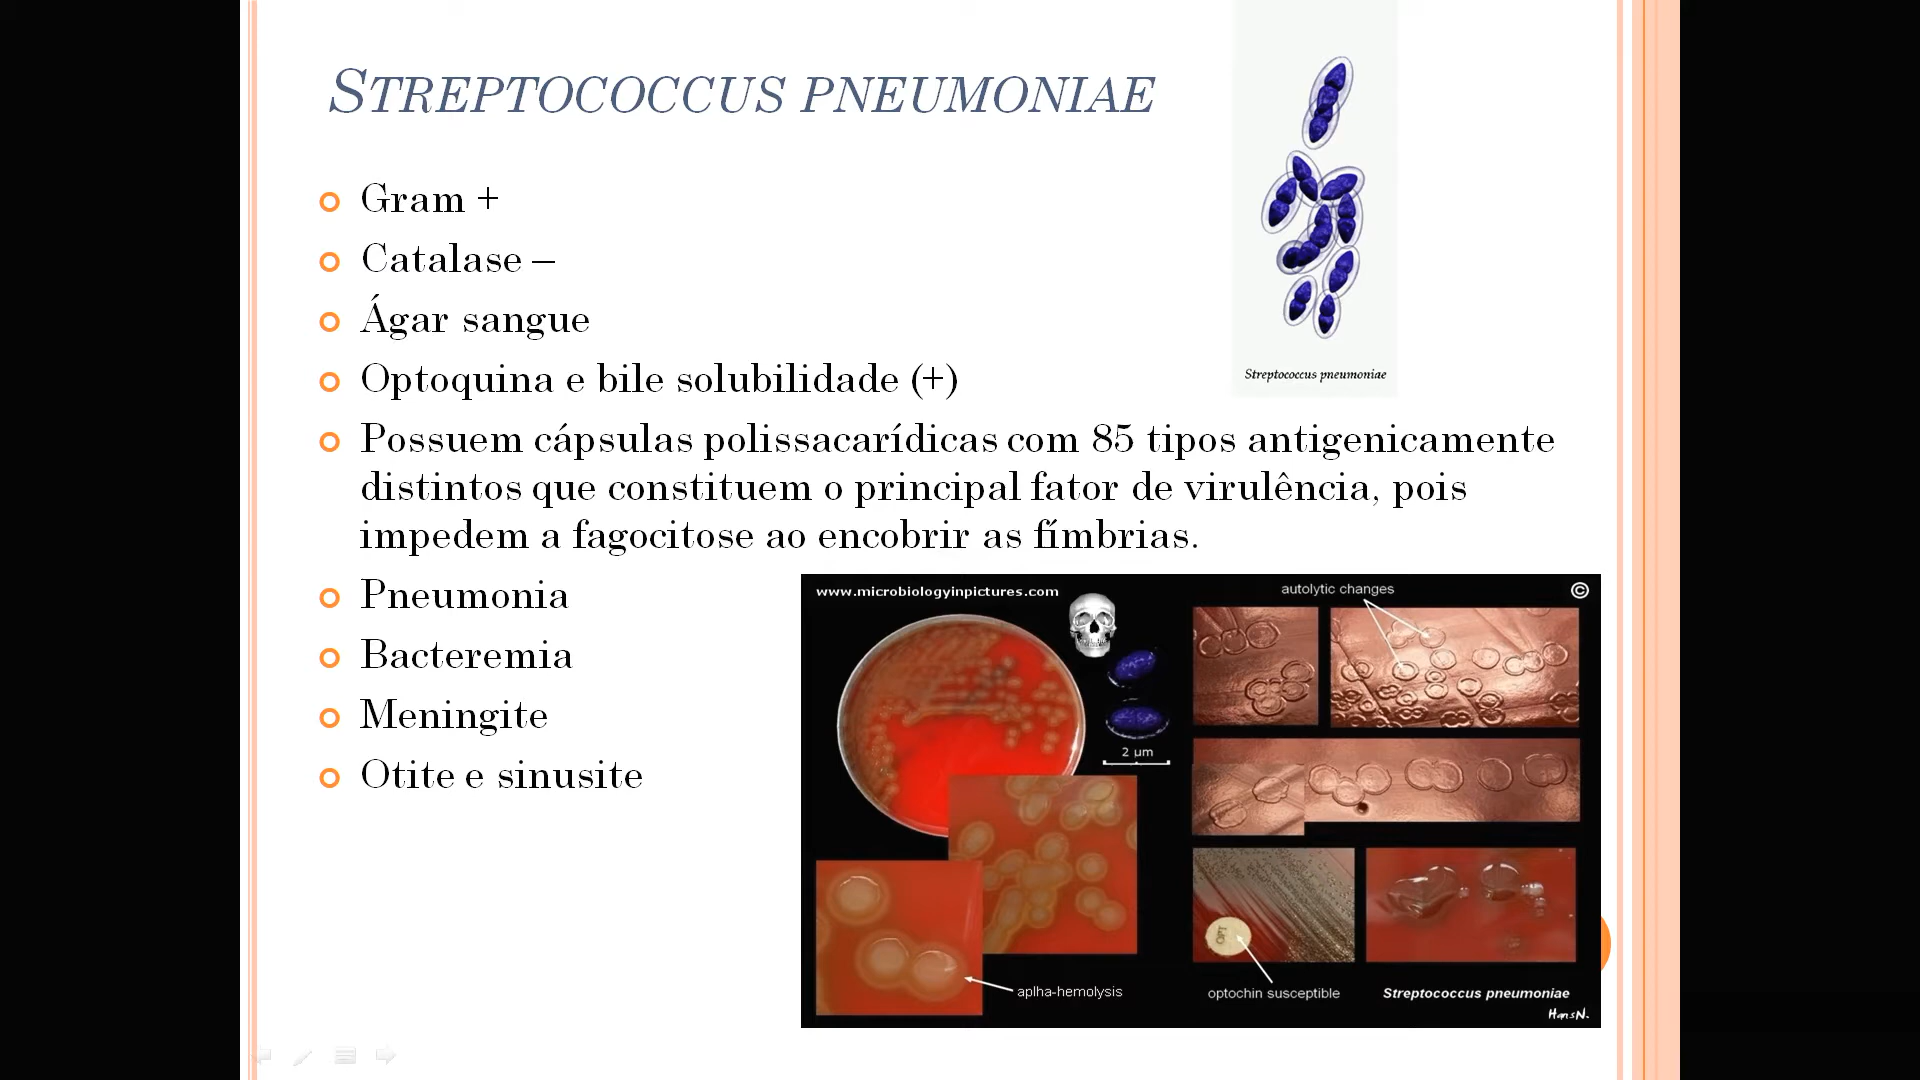 STREPTOCOCCUS PNEUMONIAE
Gram +
Catalase –
Ágar sangue
Optoquina e bile solubilidade (+)
Possuem cápsulas polissacarídicas com 85 tipos antigenicamente
distintos que constituem o principal fator de virulência, pois
impedem a fagocitose ao encobrir as fímbrias.
Pneumonia
Bacteremia
Meningite
Otite e sinusite
Streptococcus pneumoniae
www.microbiologyinpictures.com
autolytic changes
©
2 µm
aplha-hemolysis
OPT
optochin susceptible
Streptococcus pneumoniae
HansN.